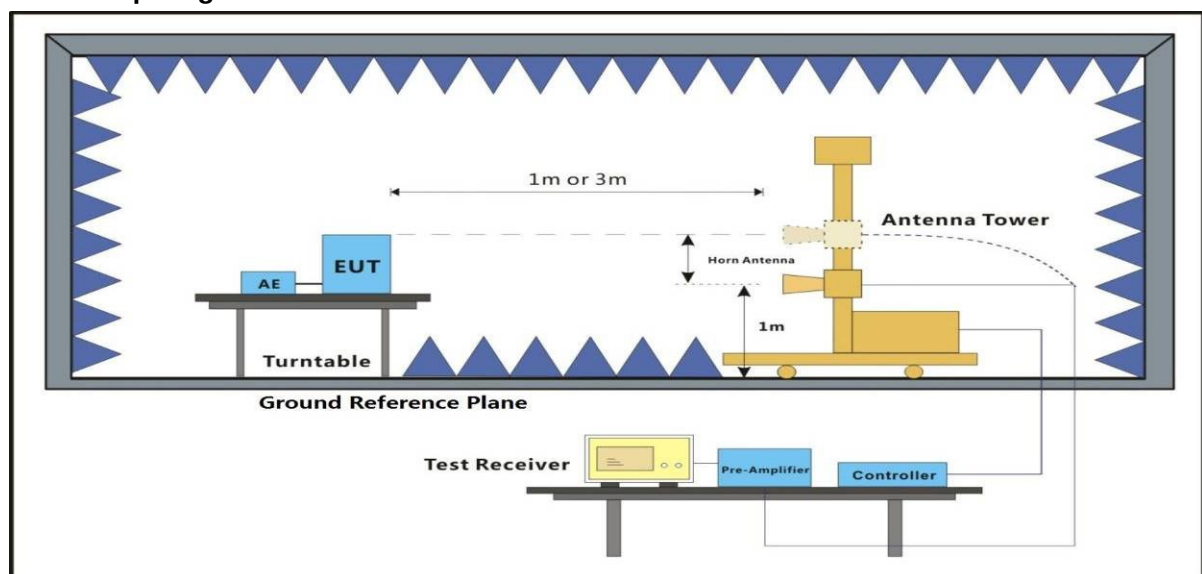 1m or 3m
Antenna Tower
Horn Antenna
EUT
AE
1m
Turntable
Ground Reference Plane
Test Receiver
Pre-Amplifier
Controller